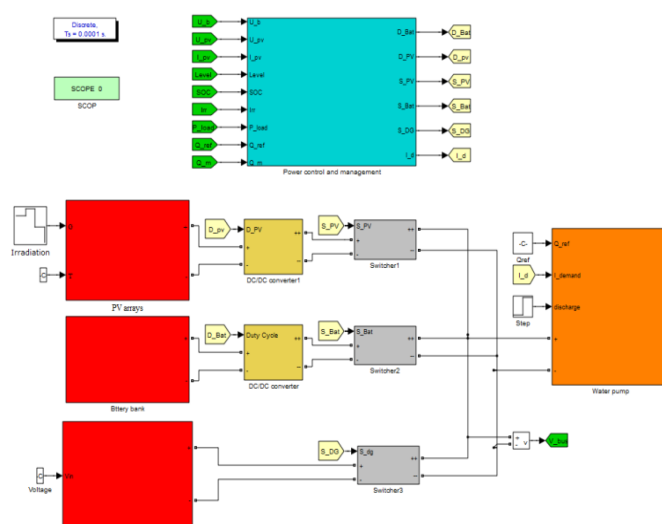 Discrete,
Ts = 0.0001 s.
SCOPE 0
SCOP
U_b
U_pv
I_pv
Level
SOC
Irr
P_load
Q_ref
Q_m
U_b
U_pv
I_pv
Level
SOC
Irr
P_load
Q_ref
Q_m
D_Bat
D_PV
S_PV
S_Bat
S_DG
I_d
D_Bat
D_pv
S_PV
S_Bat
S_DG
I_d
Power control and management
Irradiation
G
T
C
+
-
PV arrays
D_pv
D_PV
+
-
++
--
DC/DC converter1
S_PV
S_PV
+
-
++
--
Switcher1
-C-
Qref
I_d
Step
Q_ref
I_demand
discharge
+
-
Water pump
+
-
Bttery bank
D_Bat
Duty Cycle
+
-
++
--
DC/DC converter
S_Bat
S_Bat
+
-
++
--
Switcher2
C
Voltage
Vin
+
-
S_DG
S_dg
+
-
++
--
Switcher3
+
-
v
V_bus